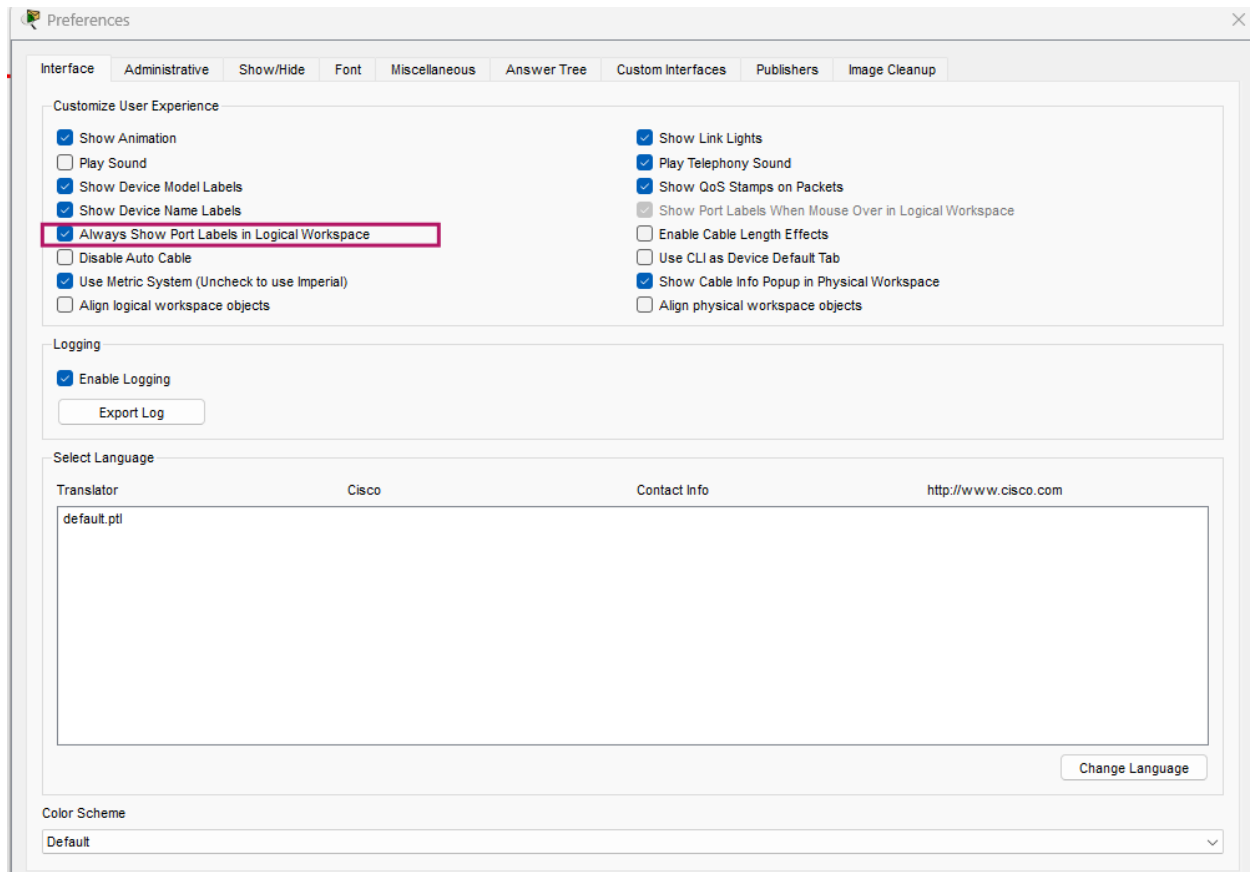 Preferences
Interface Administrative Show/Hide Font Miscellaneous Answer Tree Custom Interfaces Publishers Image Cleanup
Customize User Experience
Show Animation
Play Sound
Show Device Model Labels
Show Device Name Labels
Always Show Port Labels in Logical Workspace
Disable Auto Cable
Use Metric System (Uncheck to use Imperial)
Align logical workspace objects
Show Link Lights
Play Telephony Sound
Show QoS Stamps on Packets
Show Port Labels When Mouse Over in Logical Workspace
Enable Cable Length Effects
Use CLI as Device Default Tab
Show Cable Info Popup in Physical Workspace
Align physical workspace objects
Logging
Enable Logging
Export Log
Select Language
Translator Cisco Contact Info http://www.cisco.com
default.ptl
Change Language
Color Scheme
Default